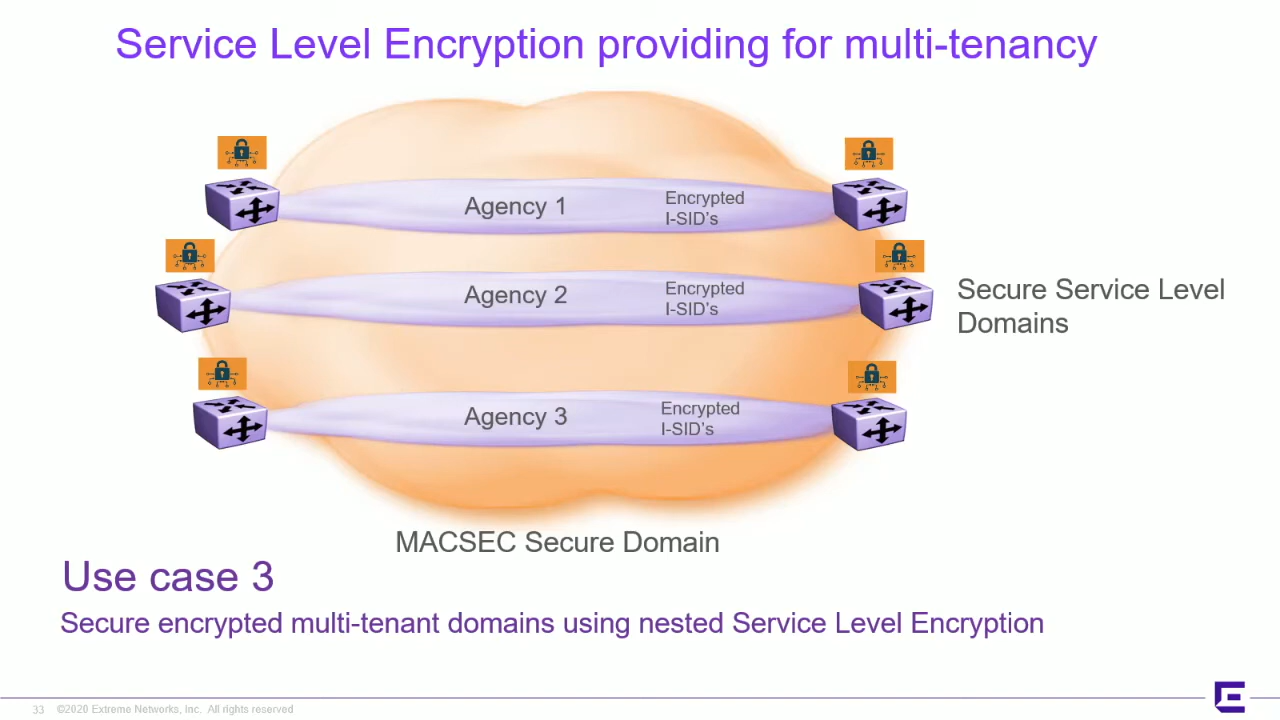 Service Level Encryption providing for multi-tenancy
Agency 1
Encrypted
I-SID's
Agency 2
Encrypted
I-SID's
Secure Service Level
Domains
Agency 3
Encrypted
I-SID's
MACSEC Secure Domain
Use case 3
Secure encrypted multi-tenant domains using nested Service Level Encryption
33 ©2020 Extreme Networks, Inc. All rights reserved